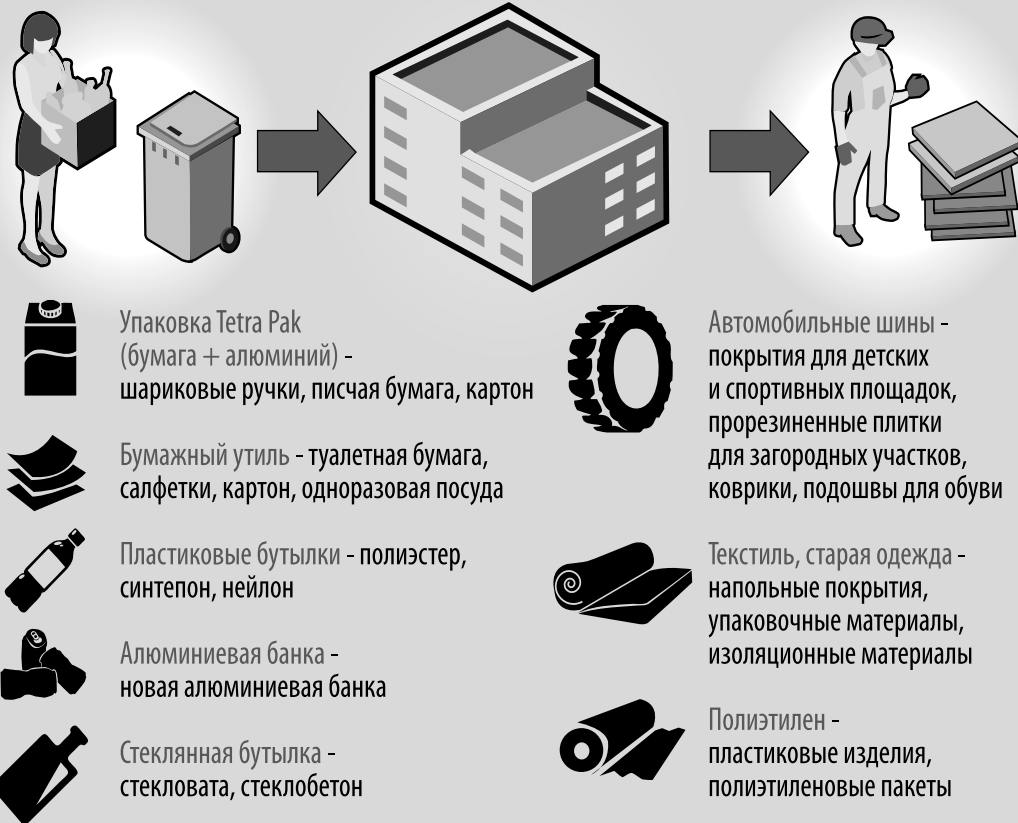 Упаковка Tetra Pak
(бумага + алюминий) -
шариковые ручки, писчая бумага, картон
Бумажный утиль - туалетная бумага,
салфетки, картон, одноразовая посуда
Пластиковые бутылки - полиэстер,
синтепон, нейлон
Алюминиевая банка -
новая алюминиевая банка
Стеклянная бутылка -
стекловата, стеклобетон
Автомобильные шины -
покрытия для детских
и спортивных площадок,
прорезиненные плитки
для загородных участков,
коврики, подошвы для обуви
Текстиль, старая одежда -
напольные покрытия,
упаковочные материалы,
изоляционные материалы
Полиэтилен -
пластиковые изделия,
полиэтиленовые пакеты